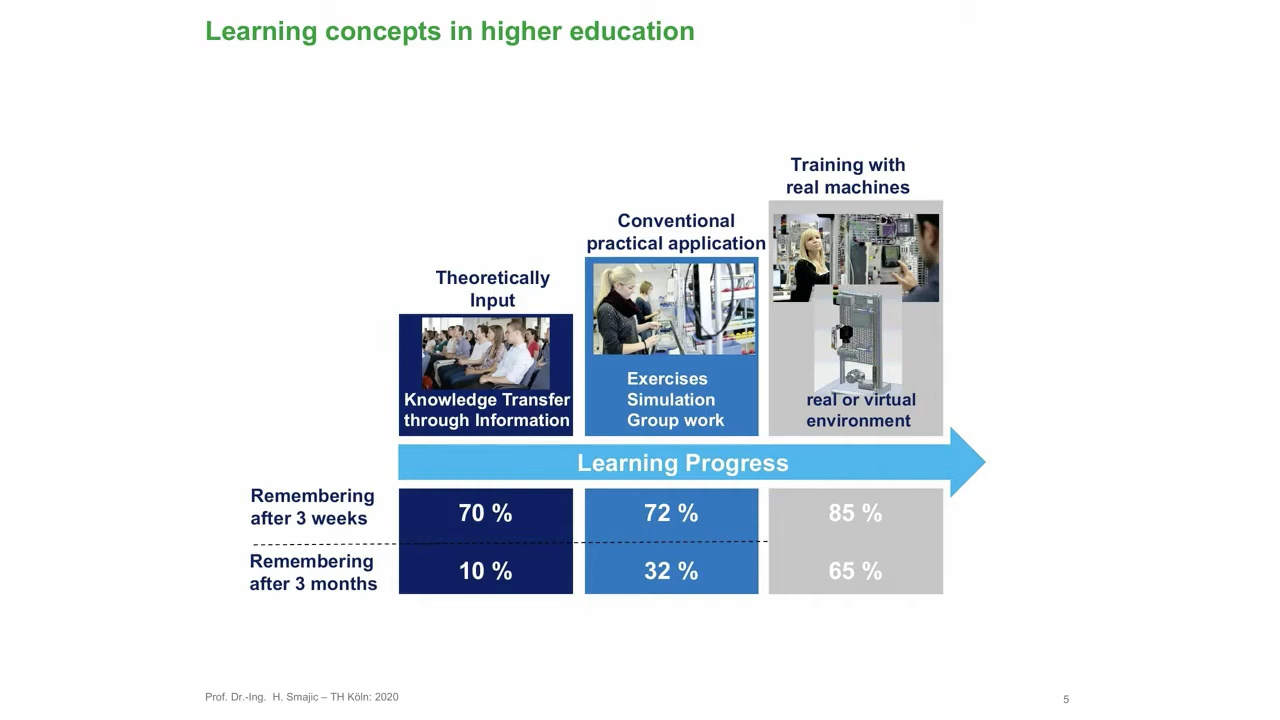 Learning concepts in higher education
Training with
real machines
Conventional
practical application
Theoretically
Input
Knowledge Transfer
through Information
Exercises
Simulation
Group work
real or virtual
environment
Learning Progress
Remembering
after 3 weeks
70 %
72 %
85 %
Remembering
after 3 months
10 %
32 %
65 %
Prof. Dr.-Ing. H. Smajic – TH Köln: 2020
5